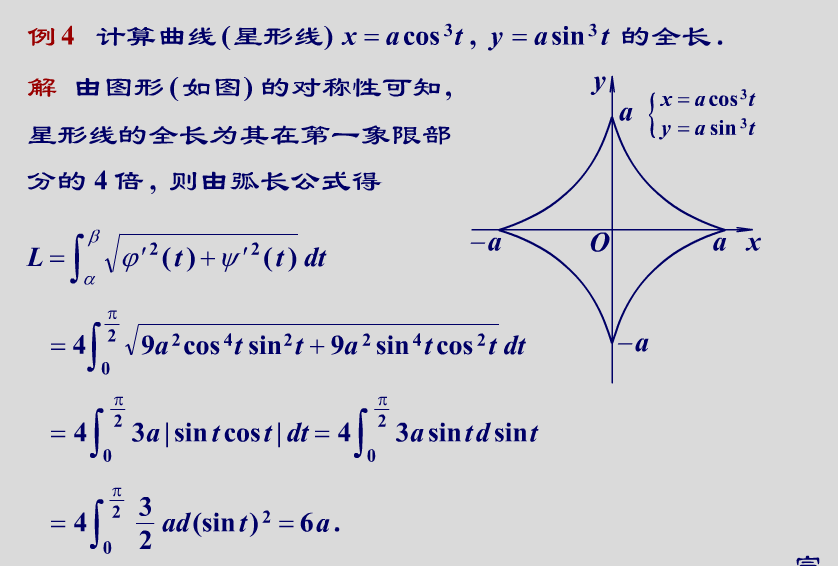 例4 计算曲线(星形线) x = a cos³t, y = a sin³t 的全长.
解 由图形(如图)的对称性可知,
星形线的全长为其在第一象限部
分的 4 倍, 则由弧长公式得
L = ∫_α^β √(φ′²(t) + ψ′²(t)) dt
= 4∫_0^{π/2} √(9a²cos⁴t sin²t + 9a²sin⁴t cos²t) dt
= 4∫_0^{π/2} 3a|sin t cos t| dt = 4∫_0^{π/2} 3a sin t d sin t
= 4∫_0^{π/2} 3/2 ad(sin t)² = 6a.
y
a
{ x = a cos³t
y = a sin³t
−a O a x
−a